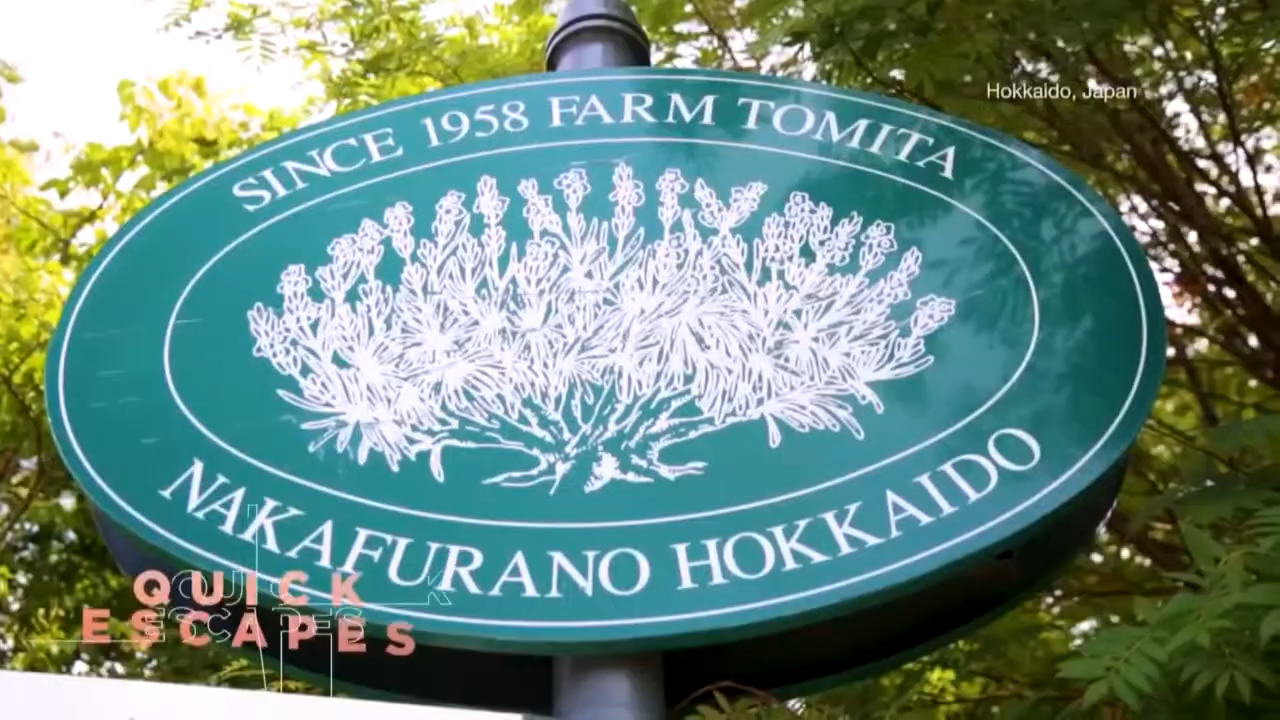 Hokkaido, Japan
SINCE 1958 FARM TOMITA
NAKAFURANO HOKKAIDO
QUICK
ESCAPES